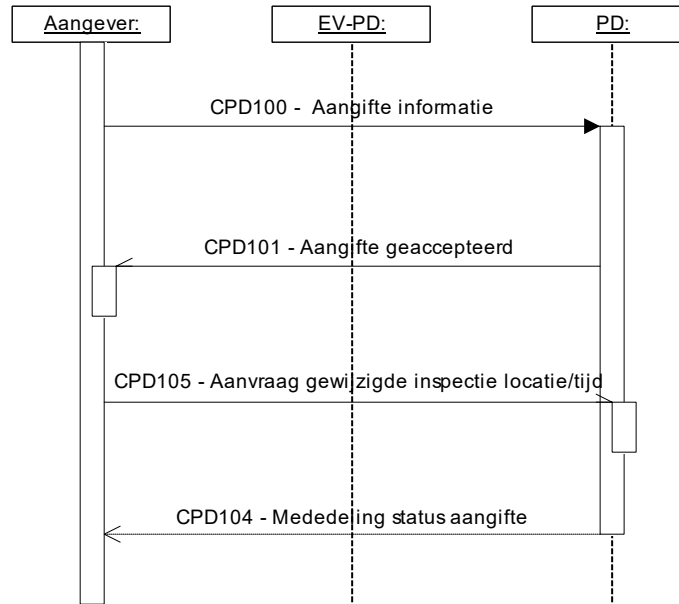 Aangever:
EV-PD:
PD:
CPD100 - Aangifte informatie
CPD101 - Aangifte geaccepteerd
CPD105 - Aanvraag gewijzigde inspectie locatie/tijd
CPD104 - Mededeling status aangifte